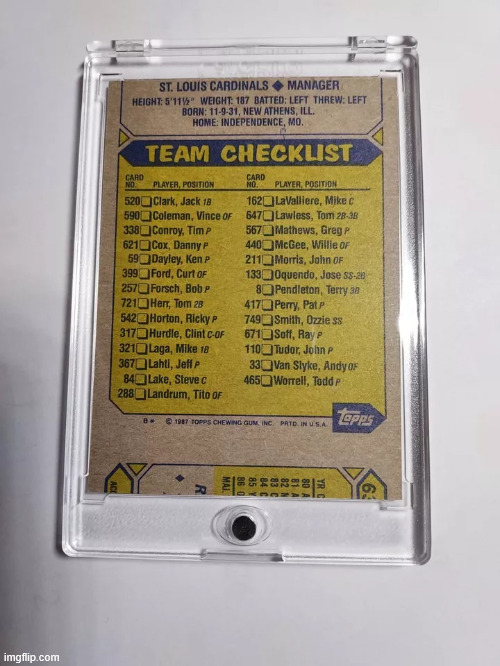 ST. LOUIS CARDINALS ◆ MANAGER
HEIGHT: 5'11½" WEIGHT: 187 BATTED: LEFT THREW: LEFT
BORN: 11-9-31, NEW ATHENS, ILL.
HOME: INDEPENDENCE, MO.
TEAM CHECKLIST
CARD NO. PLAYER, POSITION
520 Clark, Jack 1B
590 Coleman, Vince OF
338 Conroy, Tim P
621 Cox, Danny P
59 Dayley, Ken P
399 Ford, Curt OF
257 Forsch, Bob P
721 Herr, Tom 2B
542 Horton, Ricky P
317 Hurdle, Clint C-OF
321 Laga, Mike 1B
367 Lahti, Jeff P
84 Lake, Steve C
288 Landrum, Tito OF
CARD NO. PLAYER, POSITION
162 LaValliere, Mike C
647 Lawless, Tom 2B-3B
567 Mathews, Greg P
440 McGee, Willie OF
211 Morris, John OF
133 Oquendo, Jose SS-2B
8 Pendleton, Terry 3B
417 Perry, Pat P
749 Smith, Ozzie SS
671 Soff, Ray P
110 Tudor, John P
33 Van Slyke, Andy OF
465 Worrell, Todd P
B* © 1987 TOPPS CHEWING GUM, INC. PRTD. IN U.S.A.
TOPPS
imgflip.com